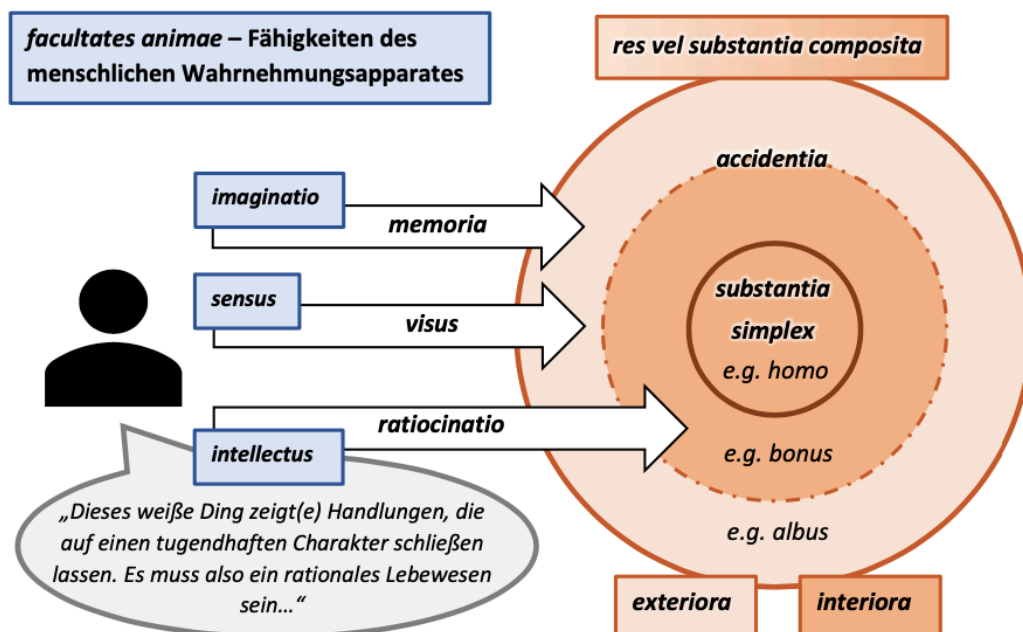 facultates animae – Fähigkeiten des
menschlichen Wahrnehmungsapparates
res vel substantia composita
accidentia
imaginatio
memoria
substantia
simplex
e.g. homo
sensus
visus
ratiocinatio
intellectus
e.g. bonus
„Dieses weiße Ding zeigt(e) Handlungen, die
auf einen tugendhaften Charakter schließen
lassen. Es muss also ein rationales Lebewesen
sein…“
e.g. albus
exteriora
interiora